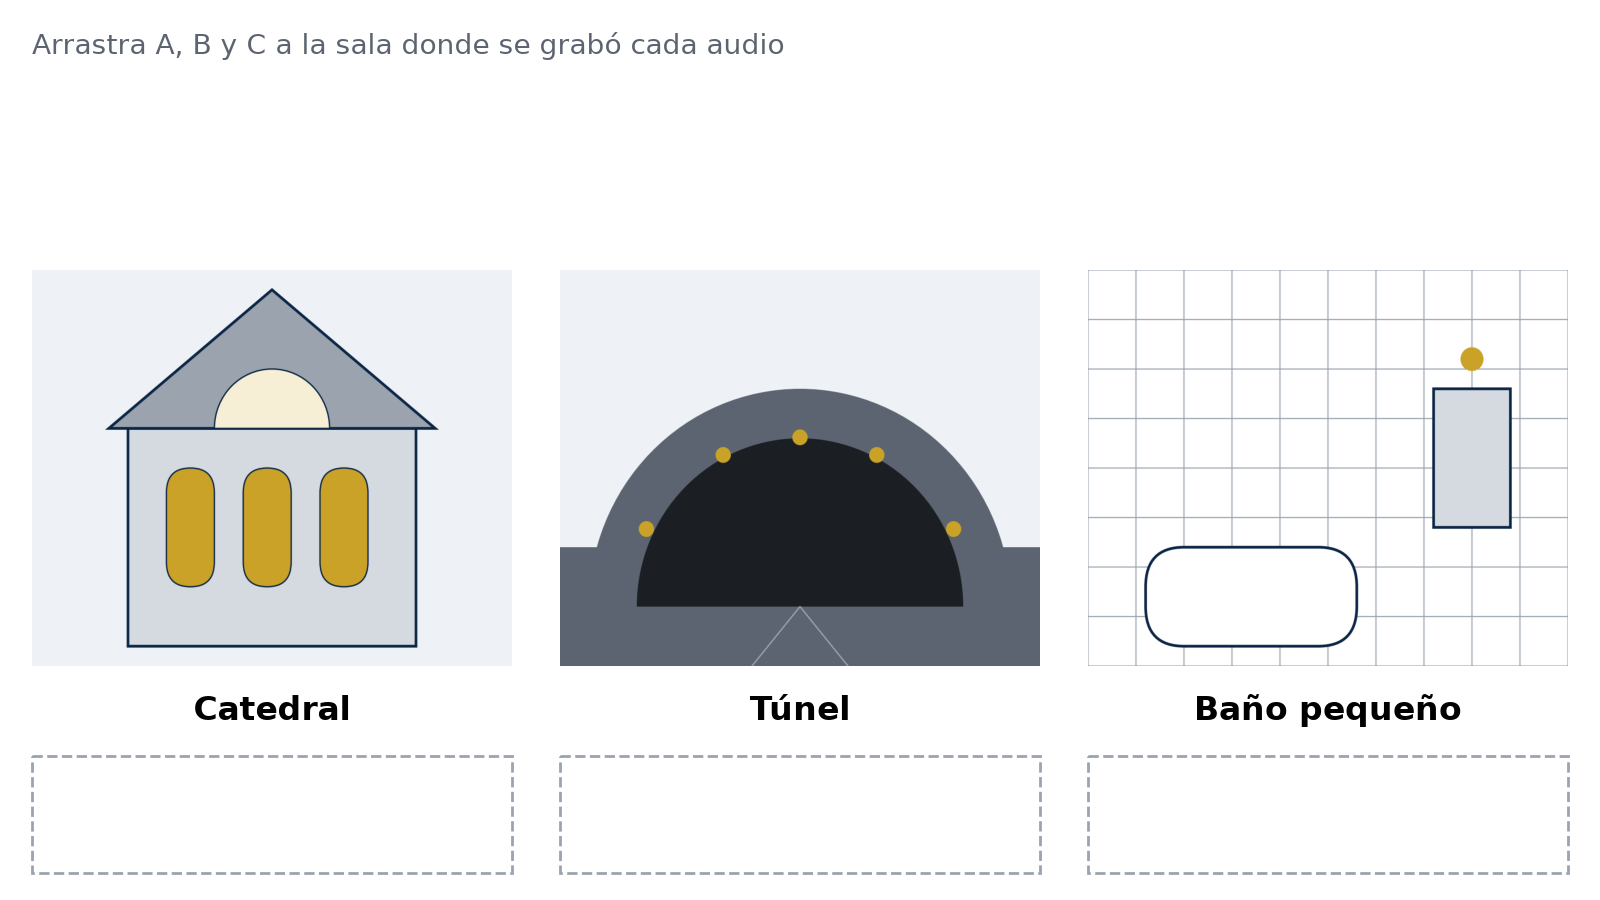 Arrastra A, B y C a la sala donde se grabó cada audio
Catedral
Túnel
Baño pequeño